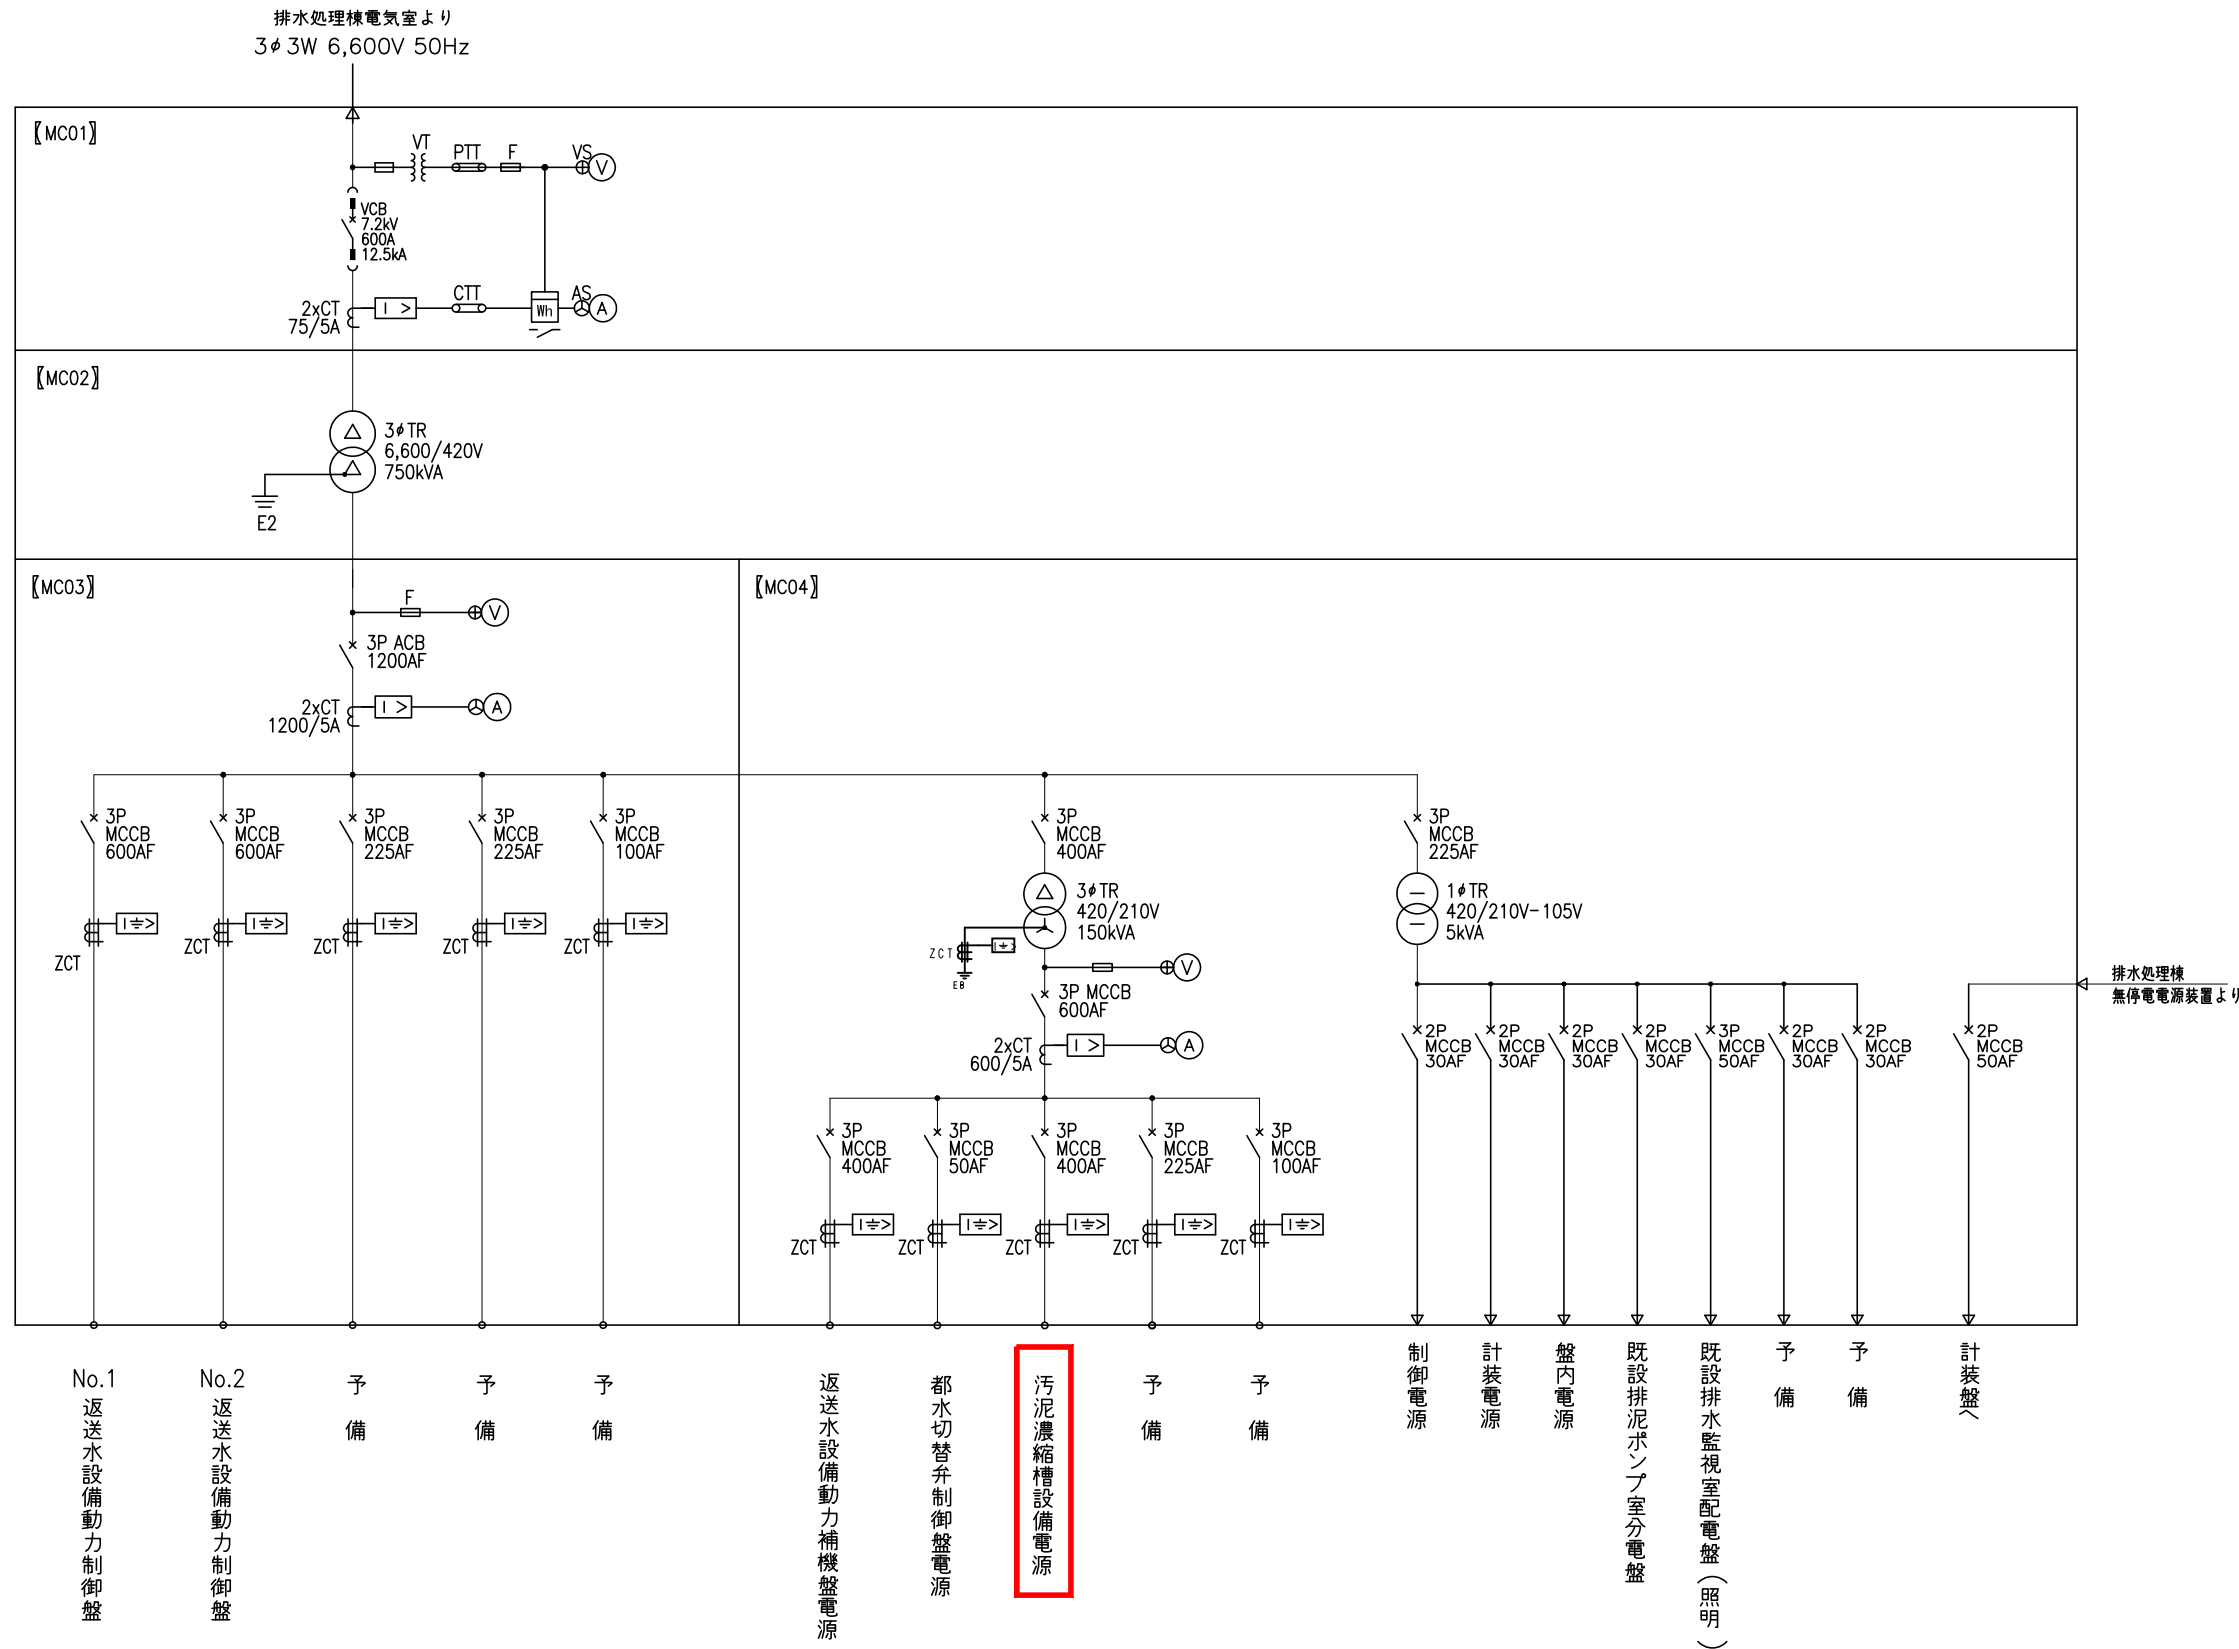 排水処理棟電気室より
3φ3W 6,600V 50Hz
【MC01】
VT
PTT
F
VS
V
VCB
7.2kV
600A
12.5kA
2xCT
75/5A
I >
CTT
Wh
AS
A
【MC02】
3φTR
6,600/420V
750kVA
E2
【MC03】
F
V
3P ACB
1200AF
2xCT
1200/5A
I >
A
3P
MCCB
600AF
3P
MCCB
600AF
3P
MCCB
225AF
3P
MCCB
225AF
3P
MCCB
100AF
I⏚>
I⏚>
I⏚>
I⏚>
I⏚>
ZCT
ZCT
ZCT
ZCT
ZCT
【MC04】
3P
MCCB
400AF
3P
MCCB
225AF
3φTR
420/210V
150kVA
ZCT
I⏚>
EB
V
3P MCCB
600AF
2xCT
600/5A
I >
A
3P
MCCB
400AF
3P
MCCB
50AF
3P
MCCB
400AF
3P
MCCB
225AF
3P
MCCB
100AF
I⏚>
I⏚>
I⏚>
I⏚>
I⏚>
ZCT
ZCT
ZCT
ZCT
ZCT
1φTR
420/210V-105V
5kVA
2P
MCCB
30AF
2P
MCCB
30AF
2P
MCCB
30AF
2P
MCCB
30AF
3P
MCCB
50AF
2P
MCCB
30AF
2P
MCCB
30AF
2P
MCCB
50AF
排水処理棟
無停電電源装置より
No.1返送水設備動力制御盤
No.2返送水設備動力制御盤
予備
予備
予備
返送水設備動力補機盤電源
都水切替弁制御盤電源
汚泥濃縮槽設備電源
予備
予備
制御電源
計装電源
盤内電源
既設排泥ポンプ室分電盤
既設排水監視室配電盤(照明)
予備
予備
計装盤へ